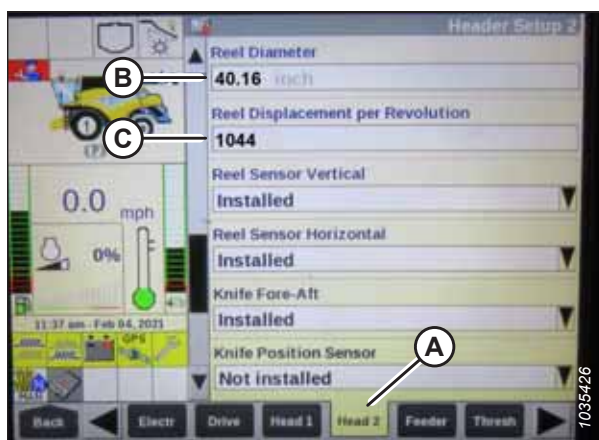 Header Setup 2
Reel Diameter
B
40.16 inch
Reel Displacement per Revolution
C
1044
(P)
Reel Sensor Vertical
Installed
0.0 mph
Reel Sensor Horizontal
Installed
0%
Knife Fore-Aft
Installed
11:37 am - Feb 04, 2021
GPS
A
Knife Position Sensor
Not installed
AUTO
Back
Electr
Drive
Head 1
Head 2
Feeder
Thresh
1035426